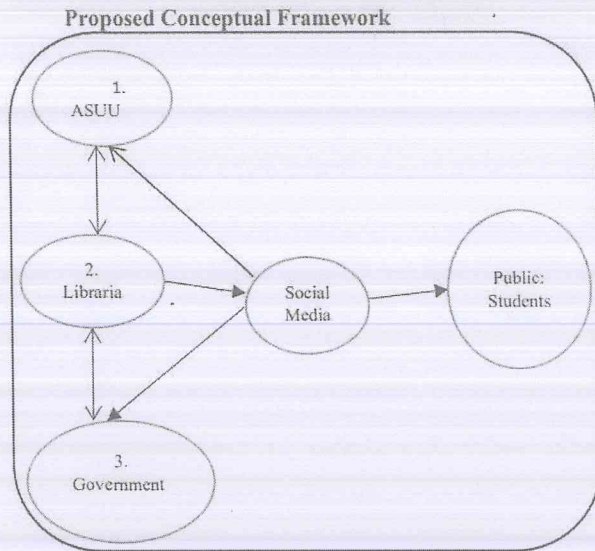 Proposed Conceptual Framework
1.
ASUU
2.
Libraria
Social
Media
Public:
Students
3.
Government